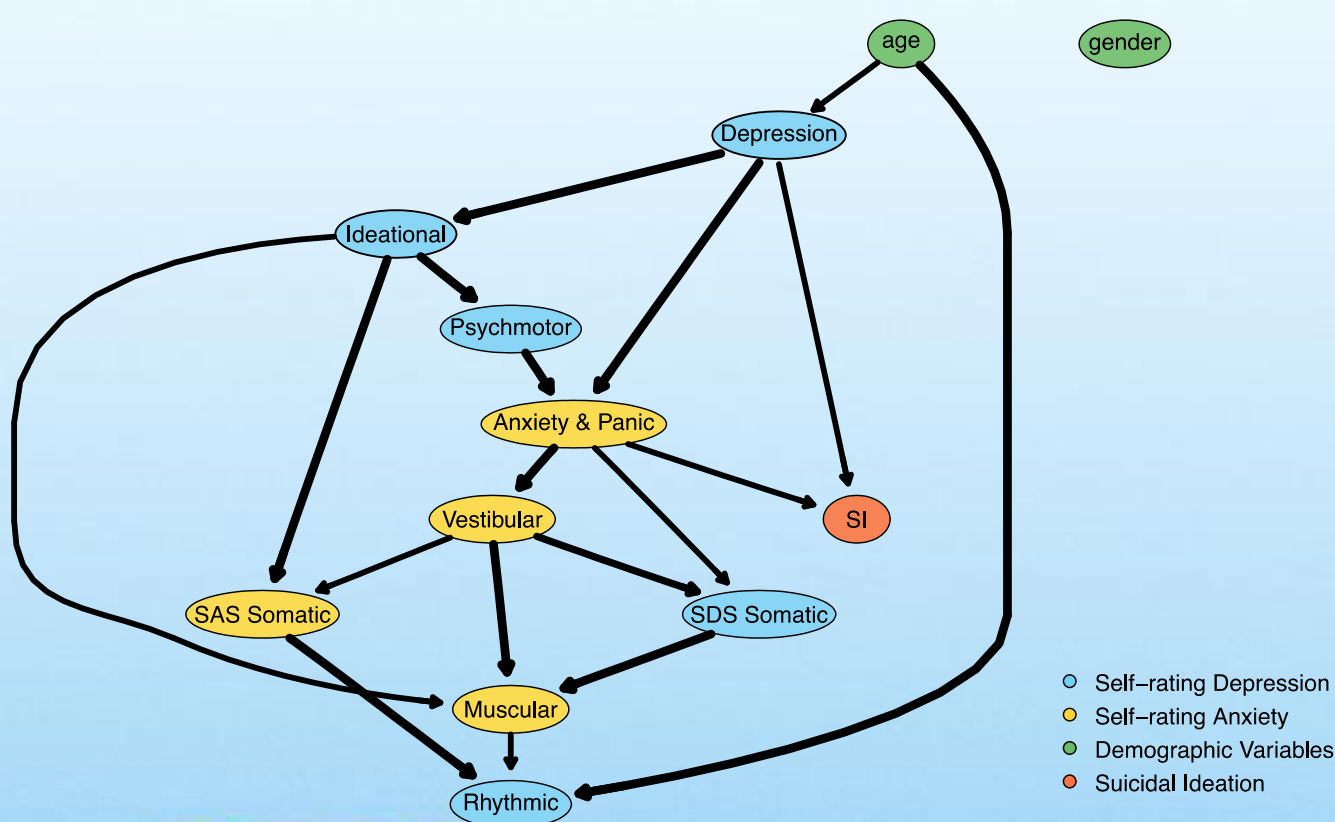 age
gender
Depression
Ideational
Psychmotor
Anxiety & Panic
Vestibular
SI
SAS Somatic
SDS Somatic
Muscular
Rhythmic
Self−rating Depression
Self−rating Anxiety
Demographic Variables
Suicidal Ideation